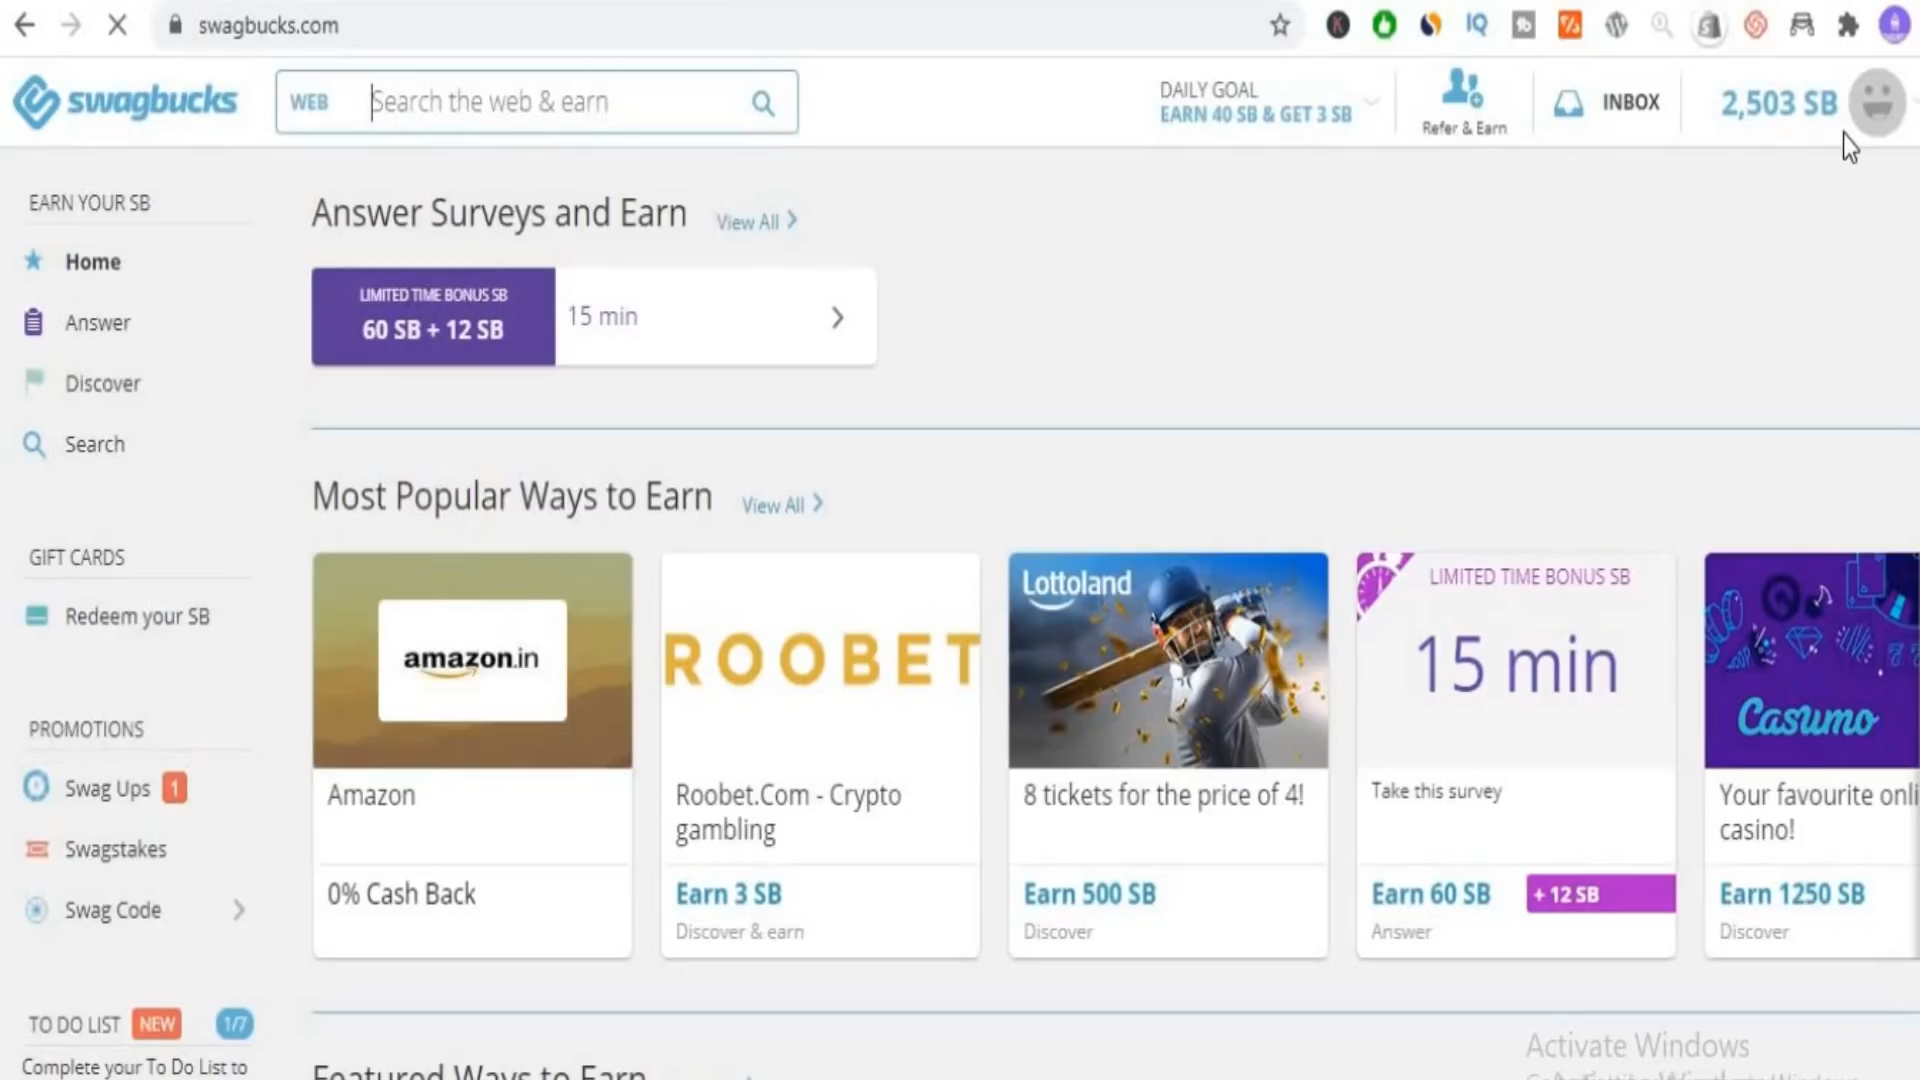 swagbucks.com
swagbucks
WEB
Search the web & earn
DAILY GOAL
EARN 40 SB & GET 3 SB
Refer & Earn
INBOX
2,503 SB
EARN YOUR SB
Home
Answer
Discover
Search
GIFT CARDS
Redeem your SB
PROMOTIONS
Swag Ups 1
Swagstakes
Swag Code
TO DO LIST NEW 1/7
Complete your To Do List to
Answer Surveys and Earn View All
LIMITED TIME BONUS SB
60 SB + 12 SB
15 min
Most Popular Ways to Earn View All
amazon.in
Amazon
0% Cash Back
ROOBET
Roobet.Com - Crypto
gambling
Earn 3 SB
Discover & earn
Lottoland
8 tickets for the price of 4!
Earn 500 SB
Discover
LIMITED TIME BONUS SB
15 min
Take this survey
Earn 60 SB + 12 SB
Answer
Casumo
Your favourite onli
casino!
Earn 1250 SB
Discover
Featured Ways to Earn
Activate Windows